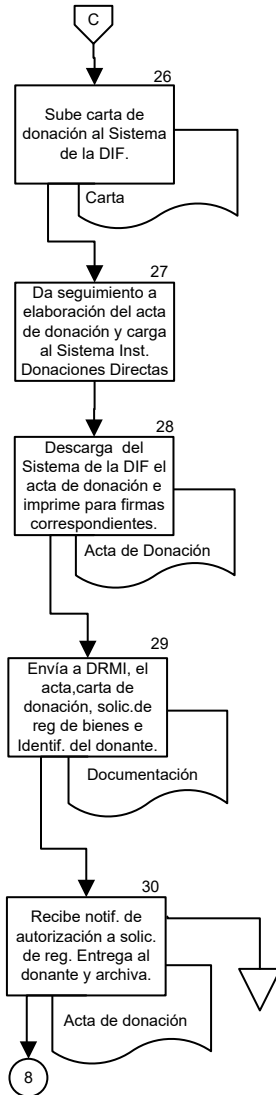 C
26
Sube carta de
donación al Sistema
de la DIF.
Carta
27
Da seguimiento a
elaboración del acta
de donación y carga
al Sistema Inst.
Donaciones Directas
28
Descarga del
Sistema de la DIF el
acta de donación e
imprime para firmas
correspondientes.
Acta de Donación
29
Envía a DRMI, el
acta,carta de
donación, solic.de
reg de bienes e
Identif. del donante.
Documentación
30
Recibe notif. de
autorización a solic.
de reg. Entrega al
donante y archiva.
Acta de donación
8